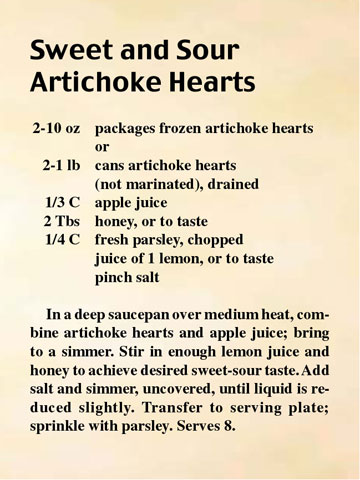 Sweet and Sour
Artichoke Hearts
2-10 oz packages frozen artichoke hearts
or
2-1 lb cans artichoke hearts
(not marinated), drained
1/3 C apple juice
2 Tbs honey, or to taste
1/4 C fresh parsley, chopped
juice of 1 lemon, or to taste
pinch salt
In a deep saucepan over medium heat, com-
bine artichoke hearts and apple juice; bring
to a simmer. Stir in enough lemon juice and
honey to achieve desired sweet-sour taste. Add
salt and simmer, uncovered, until liquid is re-
duced slightly. Transfer to serving plate;
sprinkle with parsley. Serves 8.